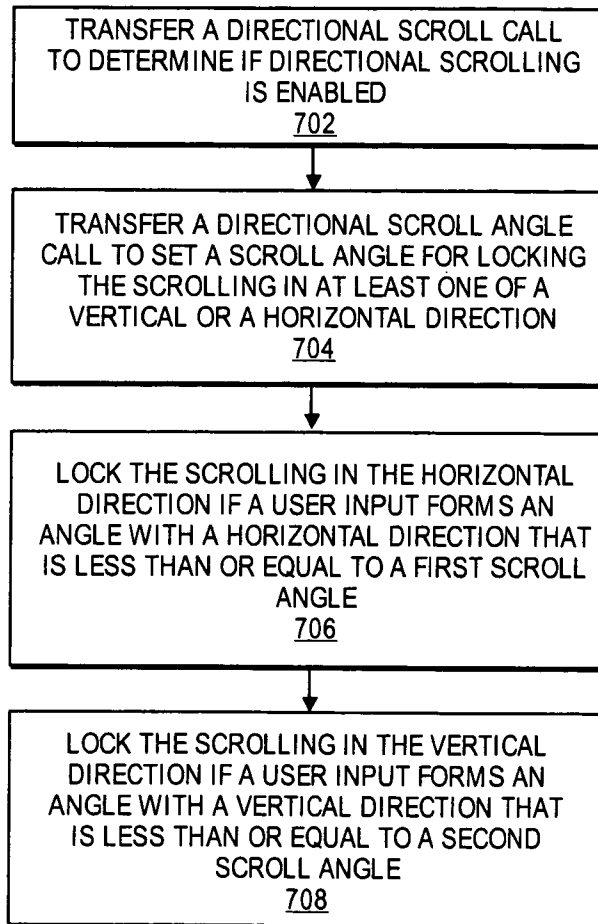 TRANSFER A DIRECTIONAL SCROLL CALL
TO DETERMINE IF DIRECTIONAL SCROLLING
IS ENABLED
702
TRANSFER A DIRECTIONAL SCROLL ANGLE
CALL TO SET A SCROLL ANGLE FOR LOCKING
THE SCROLLING IN AT LEAST ONE OF A
VERTICAL OR A HORIZONTAL DIRECTION
704
LOCK THE SCROLLING IN THE HORIZONTAL
DIRECTION IF A USER INPUT FORMS AN
ANGLE WITH A HORIZONTAL DIRECTION THAT
IS LESS THAN OR EQUAL TO A FIRST SCROLL
ANGLE
706
LOCK THE SCROLLING IN THE VERTICAL
DIRECTION IF A USER INPUT FORMS AN
ANGLE WITH A VERTICAL DIRECTION THAT
IS LESS THAN OR EQUAL TO A SECOND
SCROLL ANGLE
708